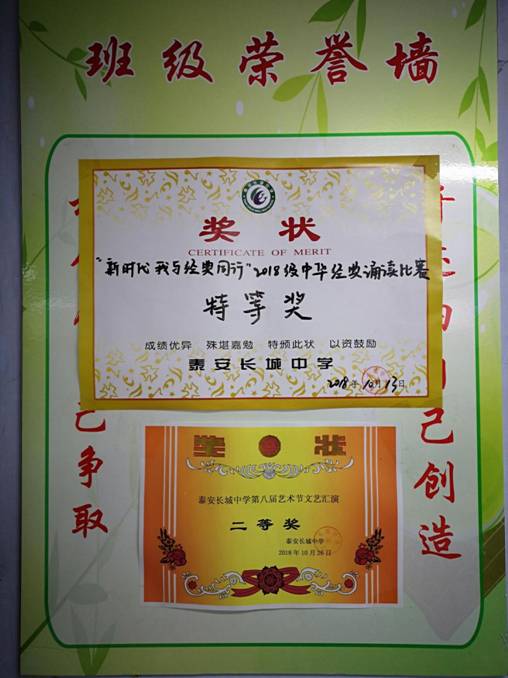 班级荣誉墙
奖状
CERTIFICATE OF MERIT
"新时代 我与经典同行"2018级中华经典诵读比赛
特等奖
成绩优异 殊堪嘉勉 特颁此状 以资鼓励
泰安长城中学
2018年10月15日
奖状
泰安长城中学第八届艺术节文艺汇演
二等奖
泰安长城中学
2018年10月26日
己争取
己创造